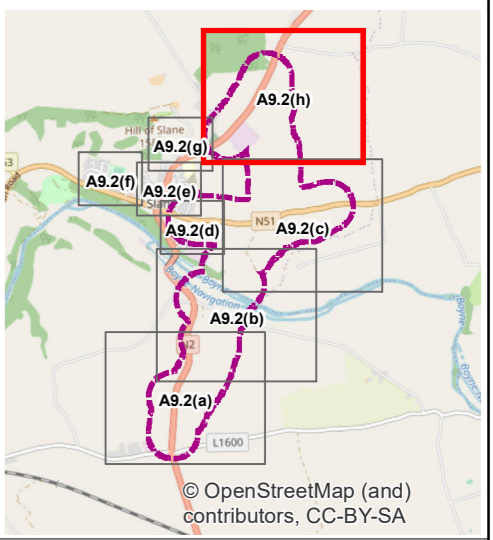 A9.2(h)
Hill of Slane
A9.2(g)
A9.2(f)
A9.2(e)
A9.2(d)
N51
A9.2(c)
Boyne Navigation
Boyne
A9.2(b)
N2
A9.2(a)
L1600
© OpenStreetMap (and)
contributors, CC-BY-SA